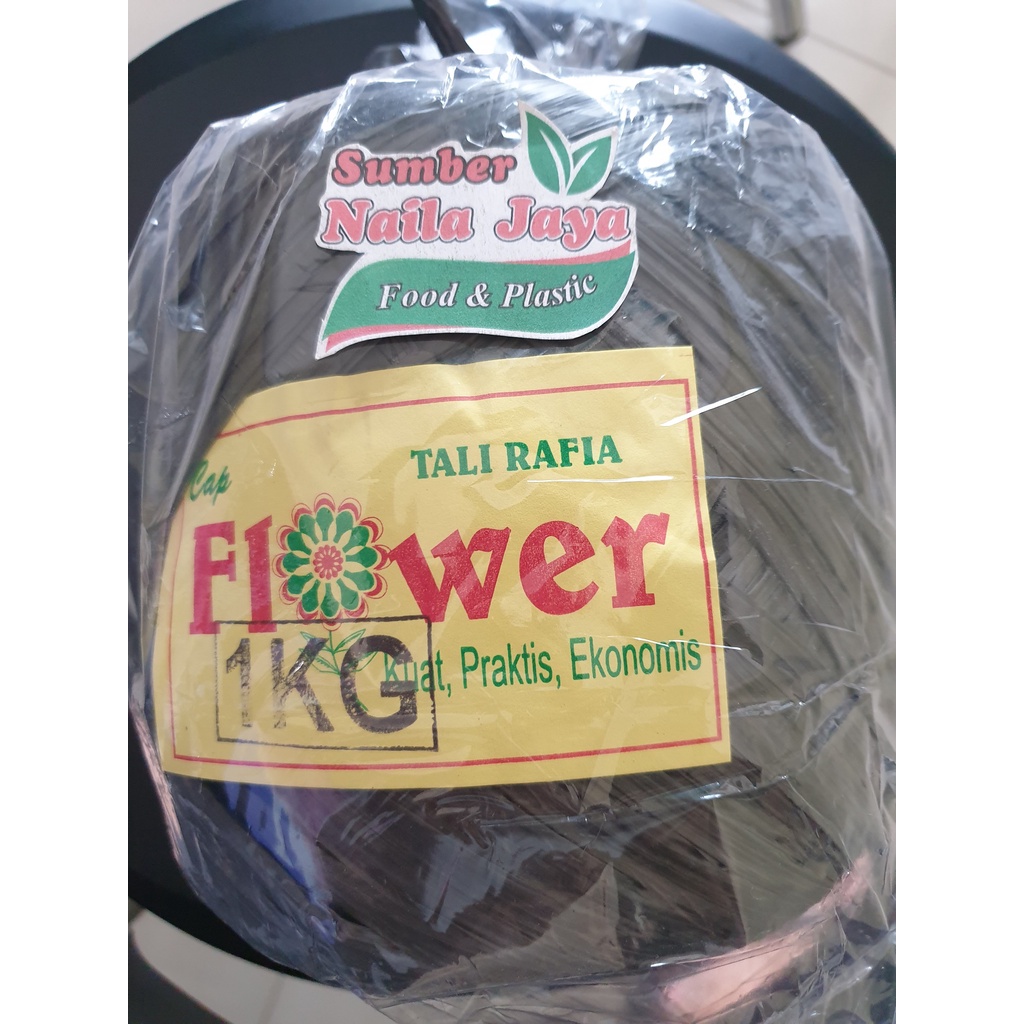 Sumber
Naila Jaya
Food & Plastic
TALI RAFIA
Cap
Flower
1KG
Kuat, Praktis, Ekonomis